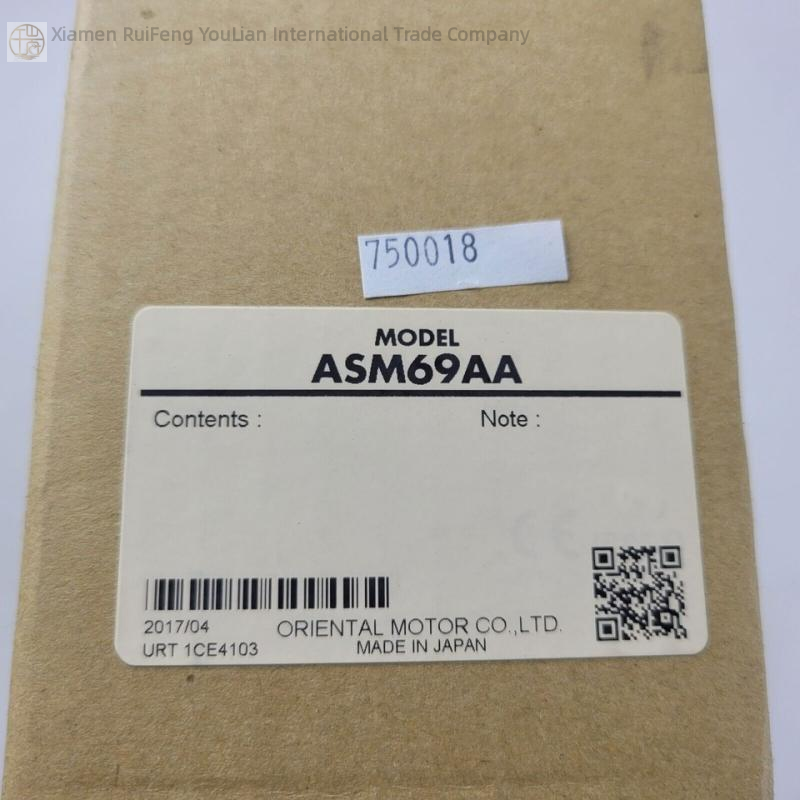 Xiamen RuiFeng YouLian International Trade Company
750018
MODEL
ASM69AA
Contents :
Note :
2017/04
URT 1CE4103
ORIENTAL MOTOR CO.,LTD.
MADE IN JAPAN